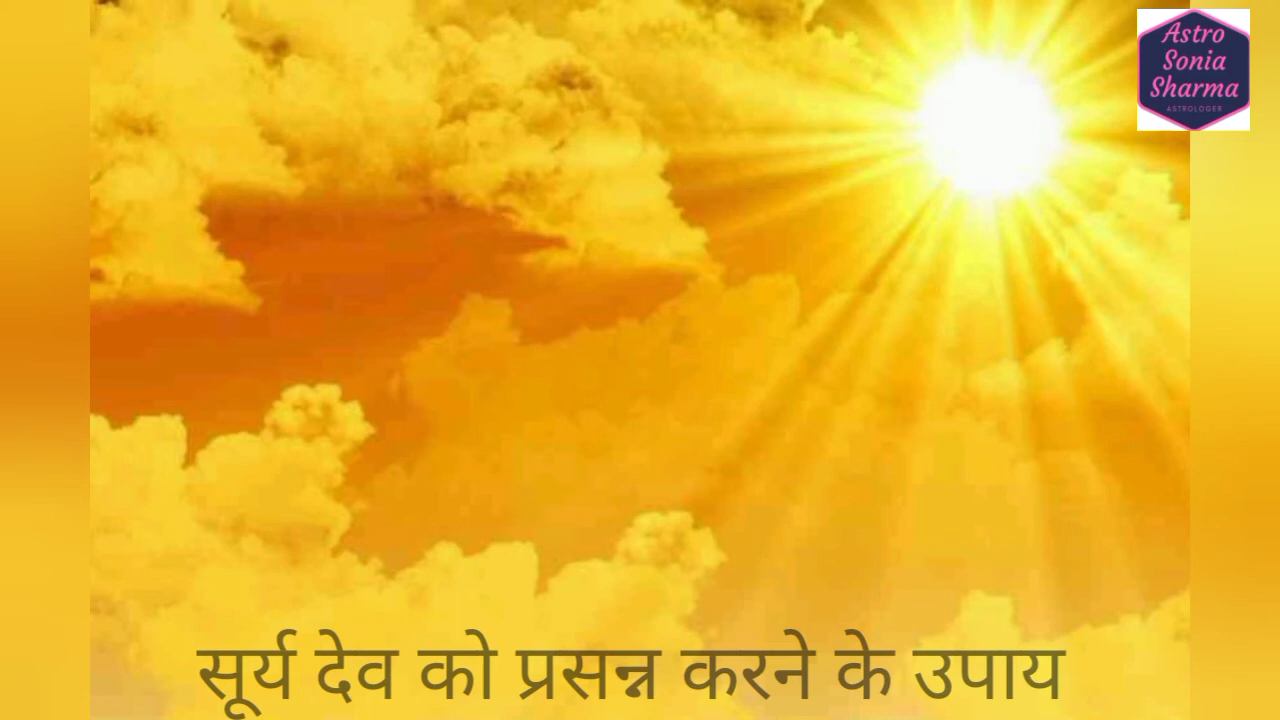 Astro
Sonia
Sharma
ASTROLOGER
सूर्य देव को प्रसन्न करने के उपाय